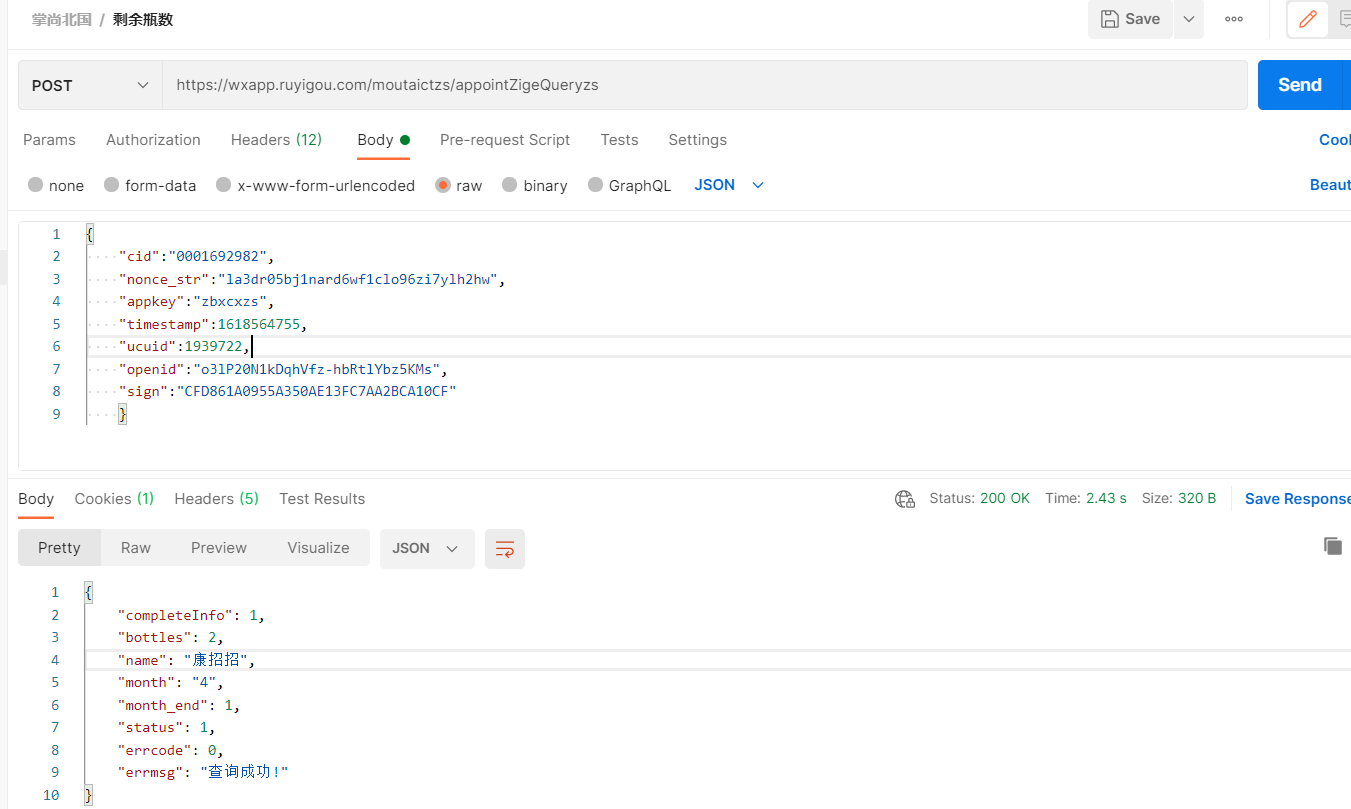 掌尚北国 / 剩余瓶数
Save
POST
https://wxapp.ruyigou.com/moutaictzs/appointZigeQueryzs
Send
Params Authorization Headers (12) Body Pre-request Script Tests Settings Cool
none form-data x-www-form-urlencoded raw binary GraphQL JSON Beaut
1 {
2 "cid":"0001692982",
3 "nonce_str":"la3dr05bj1nard6wf1clo96zi7ylh2hw",
4 "appkey":"zbxcxzs",
5 "timestamp":1618564755,
6 "ucuid":1939722,
7 "openid":"o3lP20N1kDqhVfz-hbRtlYbz5KMs",
8 "sign":"CFD861A0955A350AE13FC7AA2BCA10CF"
9 }
Body Cookies (1) Headers (5) Test Results Status: 200 OK Time: 2.43 s Size: 320 B Save Response
Pretty Raw Preview Visualize JSON
1 {
2 "completeInfo": 1,
3 "bottles": 2,
4 "name": "康招招",
5 "month": "4",
6 "month_end": 1,
7 "status": 1,
8 "errcode": 0,
9 "errmsg": "查询成功!"
10 }